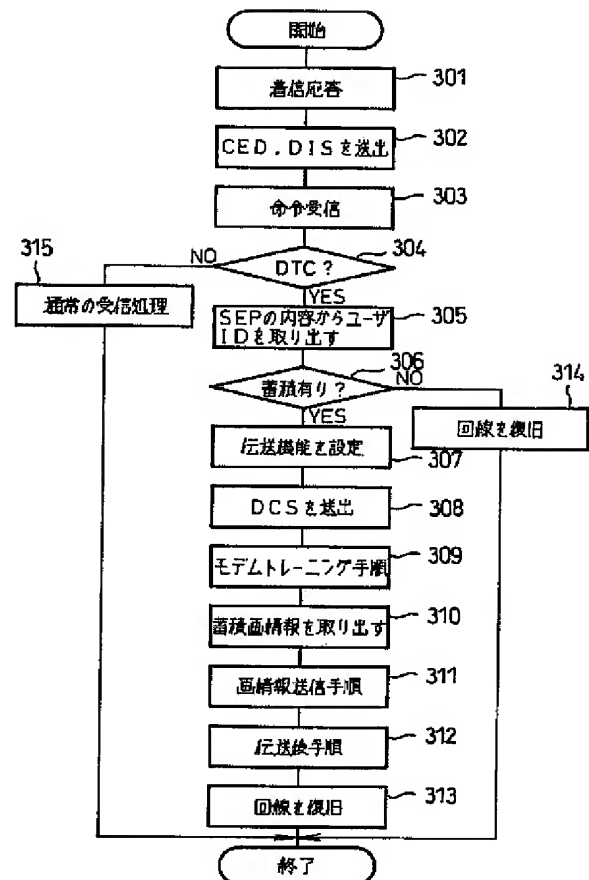 開始
着信応答
301
CED.DISを送出
302
命令受信
303
304
DTC?
NO
YES
315
通常の受信処理
SEPの内容からユーザ
IDを取り出す
305
306
蓄積有り?
NO
YES
314
回線を復旧
伝送機能を設定
307
DCSを送出
308
モデムトレーニング手順
309
蓄積画情報を取り出す
310
画情報送信手順
311
伝送後手順
312
回線を復旧
313
終了